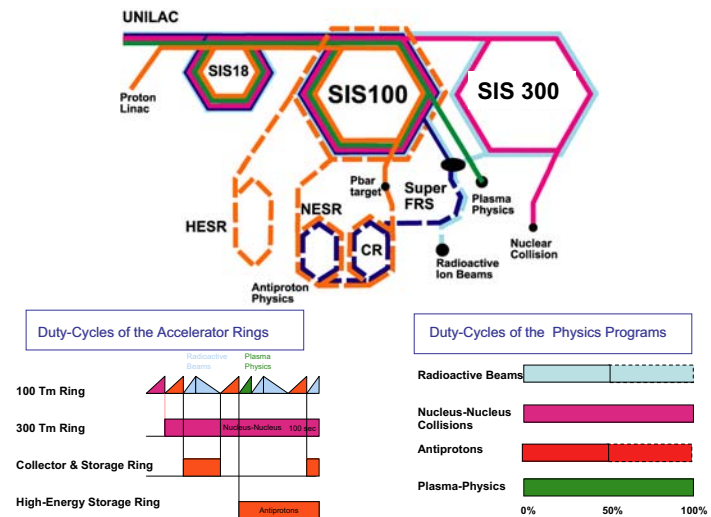 UNILAC
SIS18
SIS100
SIS 300
Proton
Linac
Pbar
target
Super
FRS
Plasma
Physics
HESR
NESR
CR
Nuclear
Collision
Radioactive
Ion Beams
Antiproton
Physics
Duty-Cycles of the Accelerator Rings
Radioactive
Beams
Plasma
Physics
100 Tm Ring
300 Tm Ring
Nucleus-Nucleus 100 sec
Collector & Storage Ring
High-Energy Storage Ring
Antiprotons
Duty-Cycles of the Physics Programs
Radioactive Beams
Nucleus-Nucleus
Collisions
Antiprotons
Plasma-Physics
0% 50% 100%